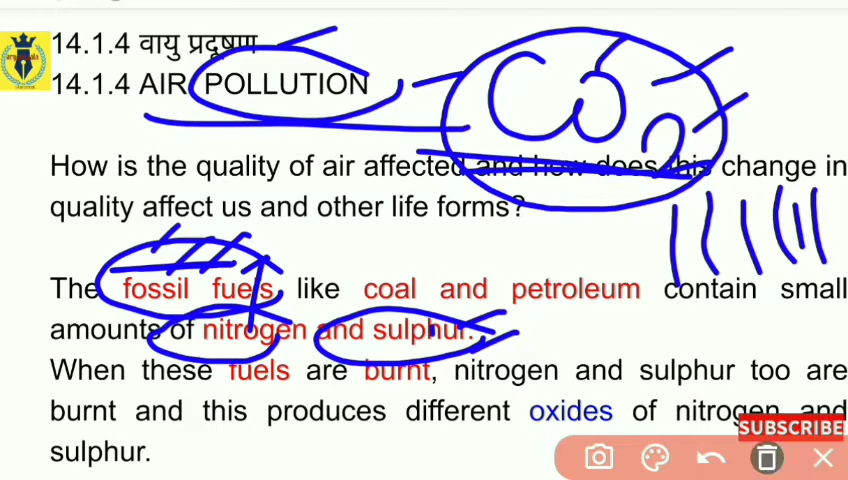 14.1.4 वायु प्रदूषण
14.1.4 AIR POLLUTION
CO2
How is the quality of air affected and how does this change in
quality affect us and other life forms?
The fossil fuels like coal and petroleum contain small
amounts of nitrogen and sulphur.
When these fuels are burnt, nitrogen and sulphur too are
burnt and this produces different oxides of nitrogen and
sulphur.
SUBSCRIBE